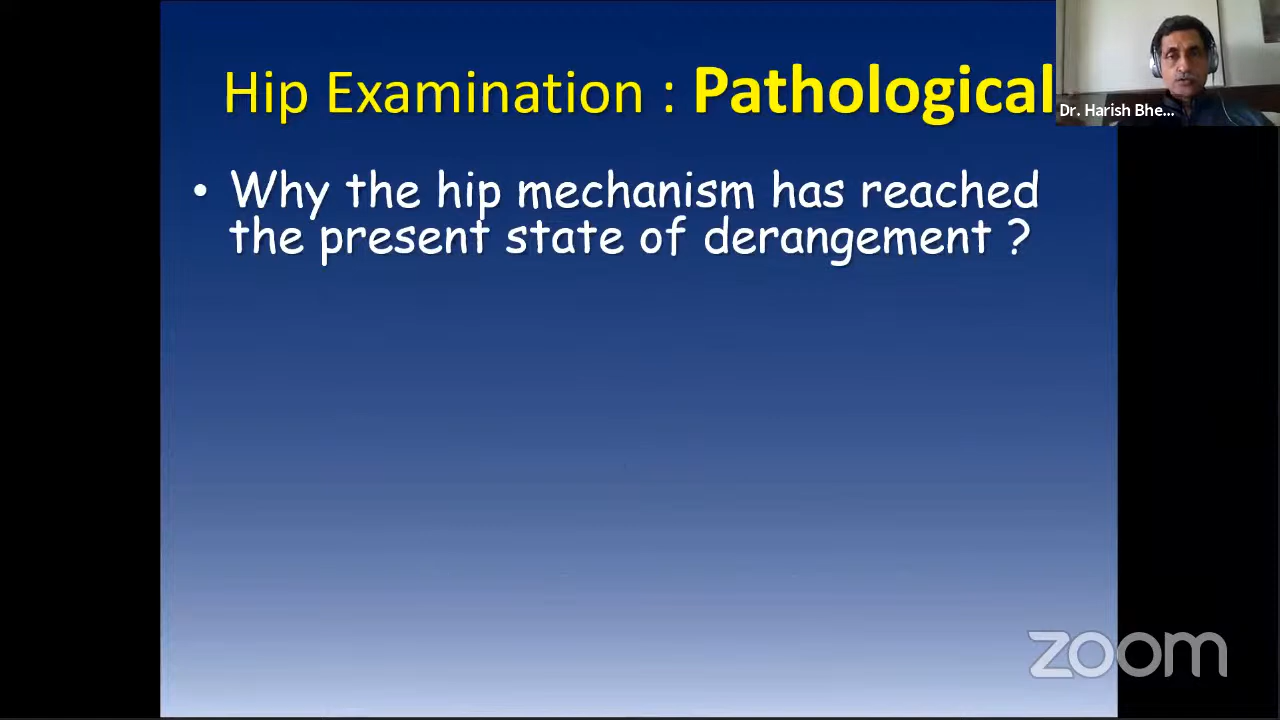 Hip Examination : Pathological
Dr. Harish Bhe...
• Why the hip mechanism has reached
the present state of derangement ?
zoom